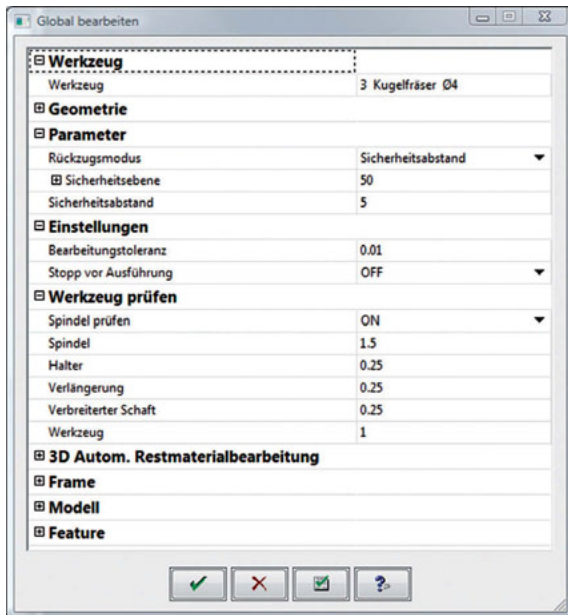 Global bearbeiten
Werkzeug
Werkzeug 3 Kugelfräser Ø4
Geometrie
Parameter
Rückzugsmodus Sicherheitsabstand
Sicherheitsebene 50
Sicherheitsabstand 5
Einstellungen
Bearbeitungstoleranz 0.01
Stopp vor Ausführung OFF
Werkzeug prüfen
Spindel prüfen ON
Spindel 1.5
Halter 0.25
Verlängerung 0.25
Verbreiterter Schaft 0.25
Werkzeug 1
3D Autom. Restmaterialbearbeitung
Frame
Modell
Feature